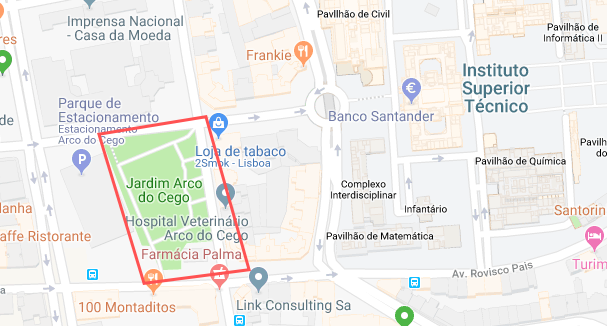 Imprensa Nacional
- Casa da Moeda
Pavllhão de Civil
Pavilhão de
Informática II
Frankie
Instituto
Superior
Técnico
Parque de
Estacionamento
Estacionamento
Arco do Cego
Banco Santander
Loja de tabaco
2Smok - Lisboa
Pavilhão de Química
Jardim Arco
do Cego
Complexo
Interdisciplinar
Infantário
Hospital Veterinário
Arco do Cego
Santorin
Pavilhão de Matemática
affe Ristorante
Farmácia Palma
Av. Rovisco Pais
Turim
100 Montaditos
Link Consulting Sa